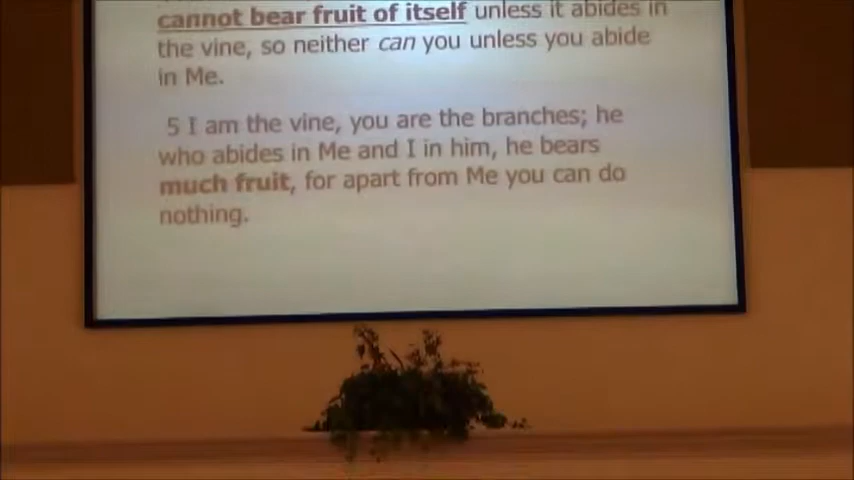 cannot bear fruit of itself unless it abides in
the vine, so neither can you unless you abide
in Me.
5 I am the vine, you are the branches; he
who abides in Me and I in him, he bears
much fruit, for apart from Me you can do
nothing.